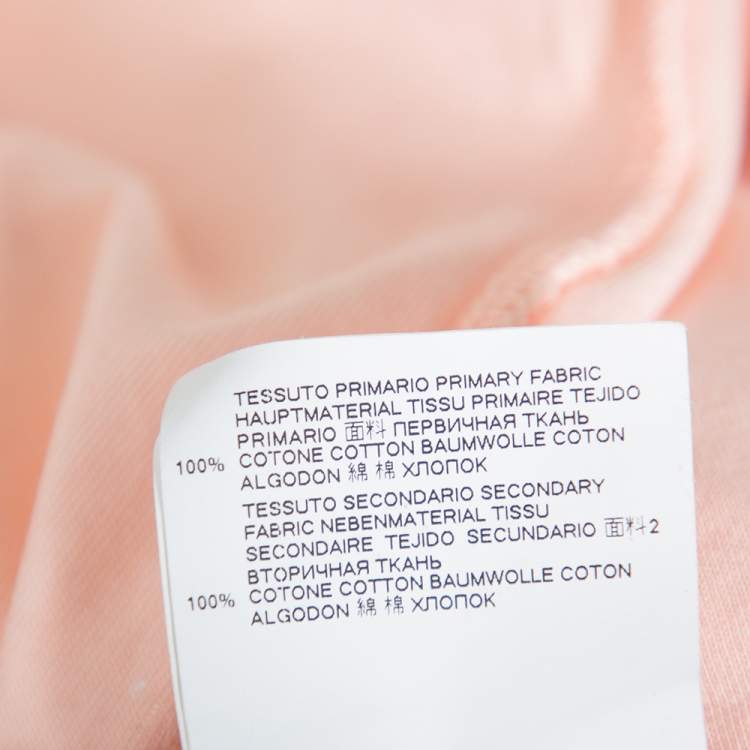 TESSUTO PRIMARIO PRIMARY FABRIC
HAUPTMATERIAL TISSU PRIMAIRE TEJIDO
PRIMARIO 面料 ПЕРВИЧНАЯ ТКАНЬ
100% COTONE COTTON BAUMWOLLE COTON
ALGODON 綿 棉 ХЛОПОК
TESSUTO SECONDARIO SECONDARY
FABRIC NEBENMATERIAL TISSU
SECONDAIRE TEJIDO SECUNDARIO 面料2
ВТОРИЧНАЯ ТКАНЬ
100% COTONE COTTON BAUMWOLLE COTON
ALGODON 綿 棉 ХЛОПОК